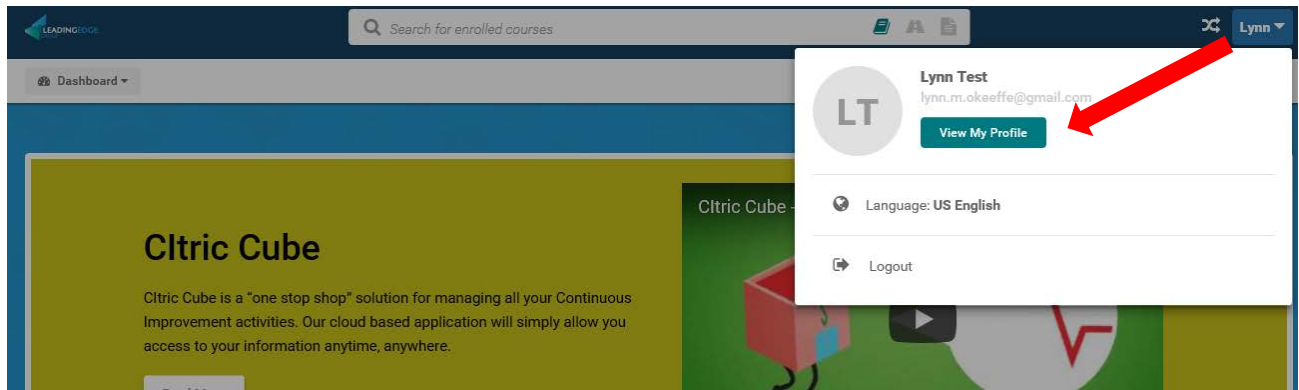 LEADINGEDGE
Search for enrolled courses
Lynn
Dashboard
LT
Lynn Test
lynn.m.okeeffe@gmail.com
View My Profile
Language: US English
Logout
CItric Cube
CItric Cube is a "one stop shop" solution for managing all your Continuous
Improvement activities. Our cloud based application will simply allow you
access to your information anytime, anywhere.
CItric Cube -